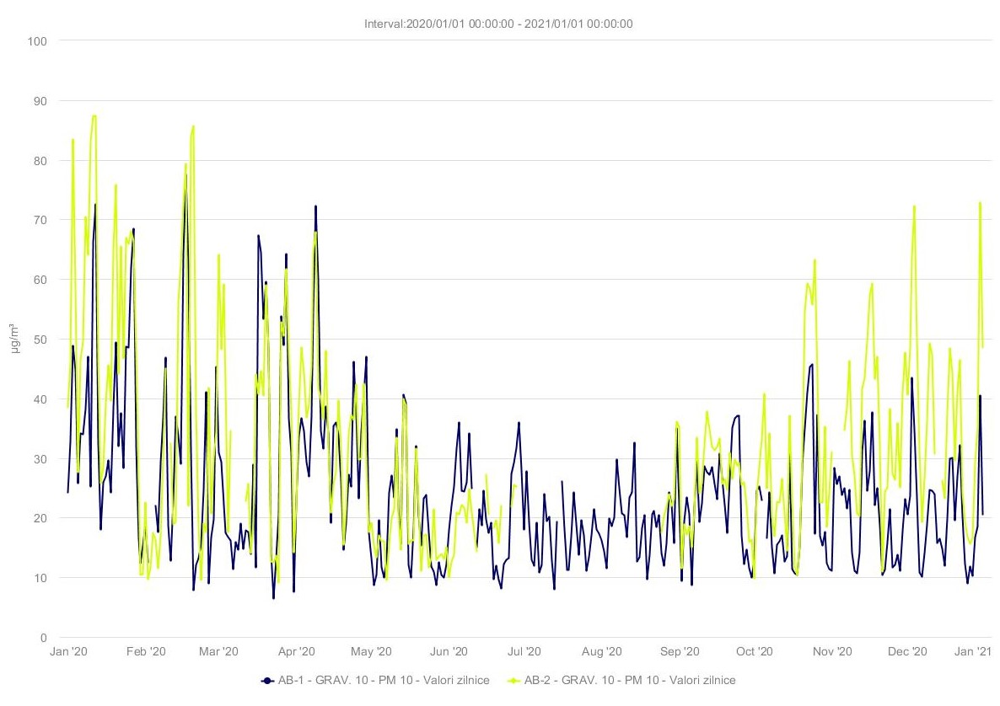 Interval:2020/01/01 00:00:00 - 2021/01/01 00:00:00
100
90
80
70
60
50
40
30
20
10
0
µg/m³
Jan '20 Feb '20 Mar '20 Apr '20 May '20 Jun '20 Jul '20 Aug '20 Sep '20 Oct '20 Nov '20 Dec '20 Jan '21
AB-1 - GRAV. 10 - PM 10 - Valori zilnice AB-2 - GRAV. 10 - PM 10 - Valori zilnice